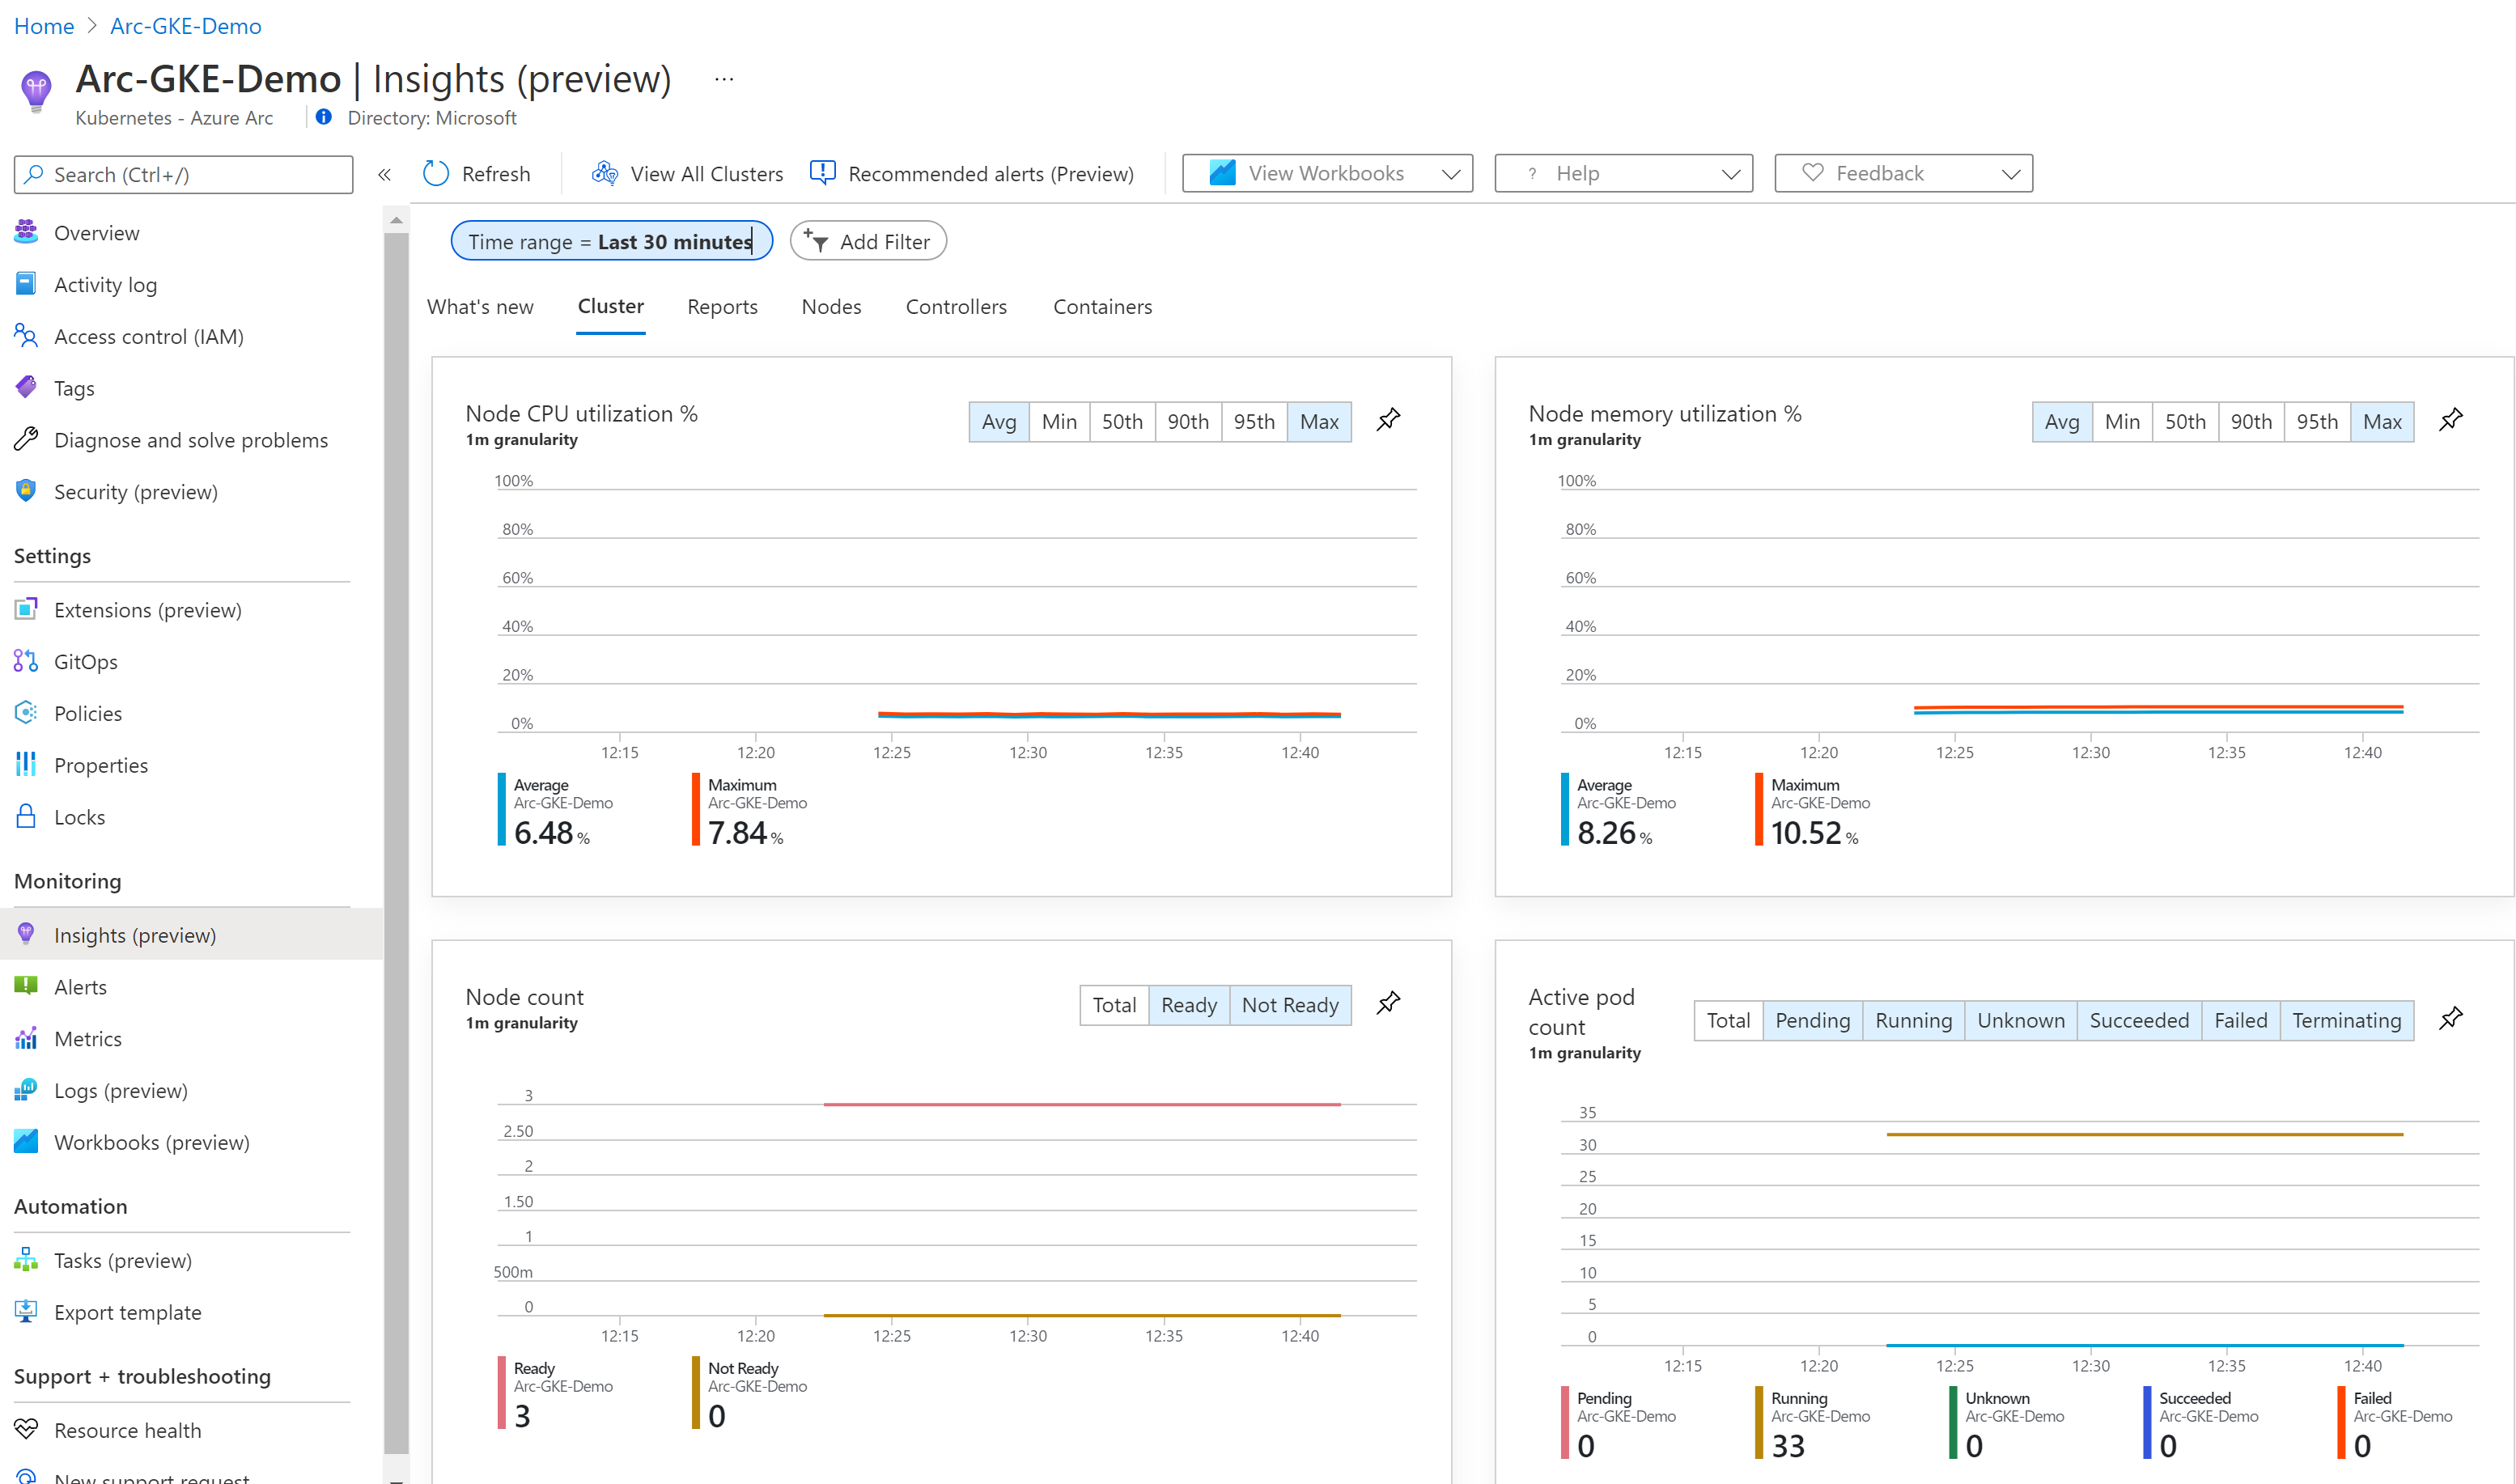 Home > Arc-GKE-Demo
Arc-GKE-Demo | Insights (preview) ...
Kubernetes - Azure Arc
Directory: Microsoft
Search (Ctrl+/)
«
Refresh
View All Clusters
Recommended alerts (Preview)
View Workbooks
? Help
Feedback
Overview
Activity log
Access control (IAM)
Tags
Diagnose and solve problems
Security (preview)
Settings
Extensions (preview)
GitOps
Policies
Properties
Locks
Monitoring
Insights (preview)
Alerts
Metrics
Logs (preview)
Workbooks (preview)
Automation
Tasks (preview)
Export template
Support + troubleshooting
Resource health
New support request
Time range = Last 30 minutes
Add Filter
What's new
Cluster
Reports
Nodes
Controllers
Containers
Node CPU utilization %
1m granularity
Avg Min 50th 90th 95th Max
100%
80%
60%
40%
20%
0%
12:15 12:20 12:25 12:30 12:35 12:40
Average
Arc-GKE-Demo
6.48 %
Maximum
Arc-GKE-Demo
7.84 %
Node memory utilization %
1m granularity
Avg Min 50th 90th 95th Max
100%
80%
60%
40%
20%
0%
12:15 12:20 12:25 12:30 12:35 12:40
Average
Arc-GKE-Demo
8.26 %
Maximum
Arc-GKE-Demo
10.52 %
Node count
1m granularity
Total Ready Not Ready
3
2.50
2
1.50
1
500m
0
12:15 12:20 12:25 12:30 12:35 12:40
Ready
Arc-GKE-Demo
3
Not Ready
Arc-GKE-Demo
0
Active pod
count
1m granularity
Total Pending Running Unknown Succeeded Failed Terminating
35
30
25
20
15
10
5
0
12:15 12:20 12:25 12:30 12:35 12:40
Pending
Arc-GKE-Demo
0
Running
Arc-GKE-Demo
33
Unknown
Arc-GKE-Demo
0
Succeeded
Arc-GKE-Demo
0
Failed
Arc-GKE-Demo
0